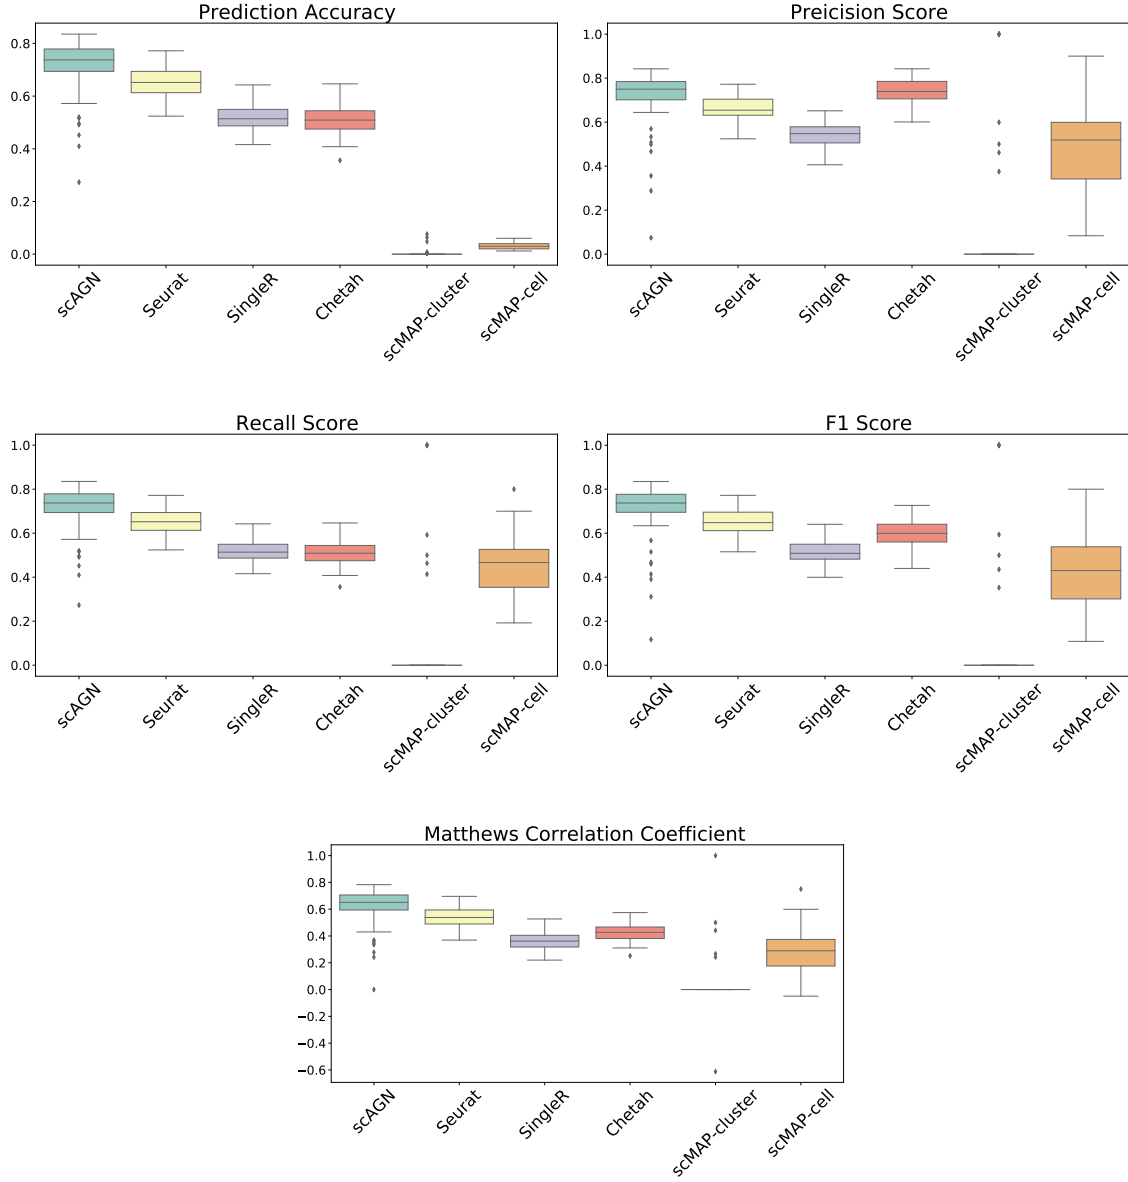 Prediction Accuracy
0.8
0.6
0.4
0.2
0.0
scAGN
Seurat
SingleR
Chetah
scMAP-cluster
scMAP-cell
Preicision Score
1.0
0.8
0.6
0.4
0.2
0.0
scAGN
Seurat
SingleR
Chetah
scMAP-cluster
scMAP-cell
Recall Score
1.0
0.8
0.6
0.4
0.2
0.0
scAGN
Seurat
SingleR
Chetah
scMAP-cluster
scMAP-cell
F1 Score
1.0
0.8
0.6
0.4
0.2
0.0
scAGN
Seurat
SingleR
Chetah
scMAP-cluster
scMAP-cell
Matthews Correlation Coefficient
1.0
0.8
0.6
0.4
0.2
0.0
−0.2
−0.4
−0.6
scAGN
Seurat
SingleR
Chetah
scMAP-cluster
scMAP-cell